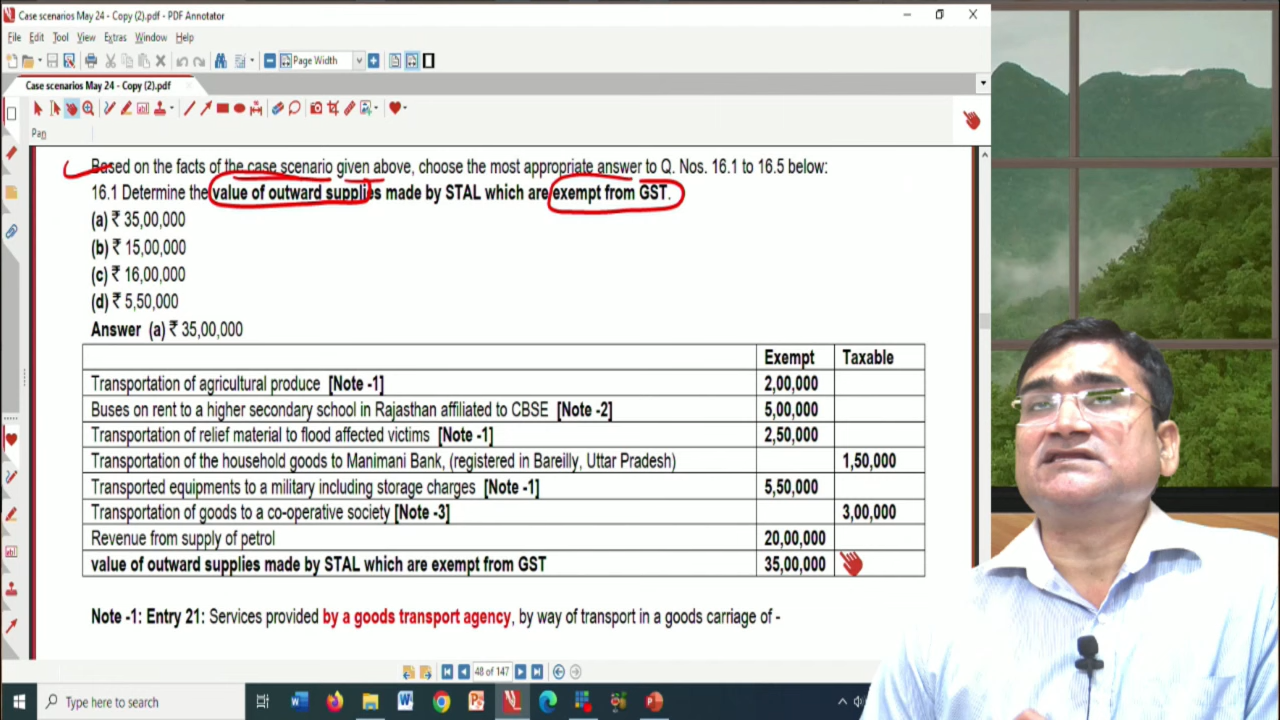 Case scenarios May 24 - Copy (2).pdf - PDF Annotator
File Edit Tool View Extras Window Help
Page Width
Case scenarios May 24 - Copy (2).pdf
Pan
Based on the facts of the case scenario given above, choose the most appropriate answer to Q. Nos. 16.1 to 16.5 below:
16.1 Determine the value of outward supplies made by STAL which are exempt from GST.
(a) ₹ 35,00,000
(b) ₹ 15,00,000
(c) ₹ 16,00,000
(d) ₹ 5,50,000
Answer (a) ₹ 35,00,000
Exempt Taxable
Transportation of agricultural produce [Note -1] 2,00,000
Buses on rent to a higher secondary school in Rajasthan affiliated to CBSE [Note -2] 5,00,000
Transportation of relief material to flood affected victims [Note -1] 2,50,000
Transportation of the household goods to Manimani Bank, (registered in Bareilly, Uttar Pradesh) 1,50,000
Transported equipments to a military including storage charges [Note -1] 5,50,000
Transportation of goods to a co-operative society [Note -3] 3,00,000
Revenue from supply of petrol 20,00,000
value of outward supplies made by STAL which are exempt from GST 35,00,000
Note -1: Entry 21: Services provided by a goods transport agency, by way of transport in a goods carriage of -
48 of 147
Type here to search